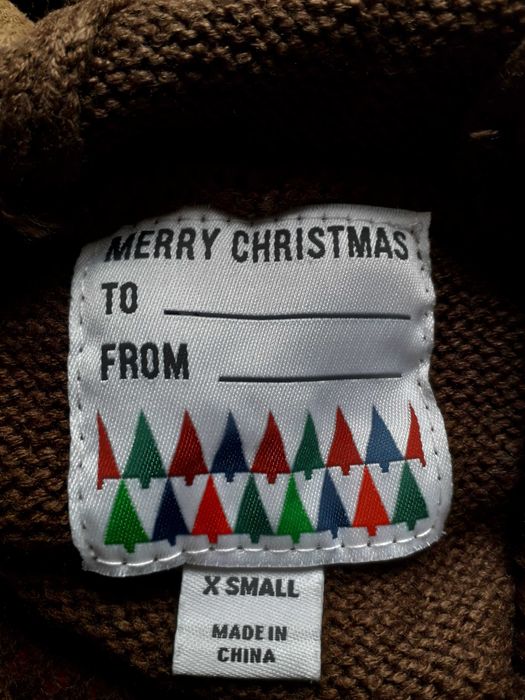 MERRY CHRISTMAS
TO
FROM
X SMALL
MADE IN
CHINA